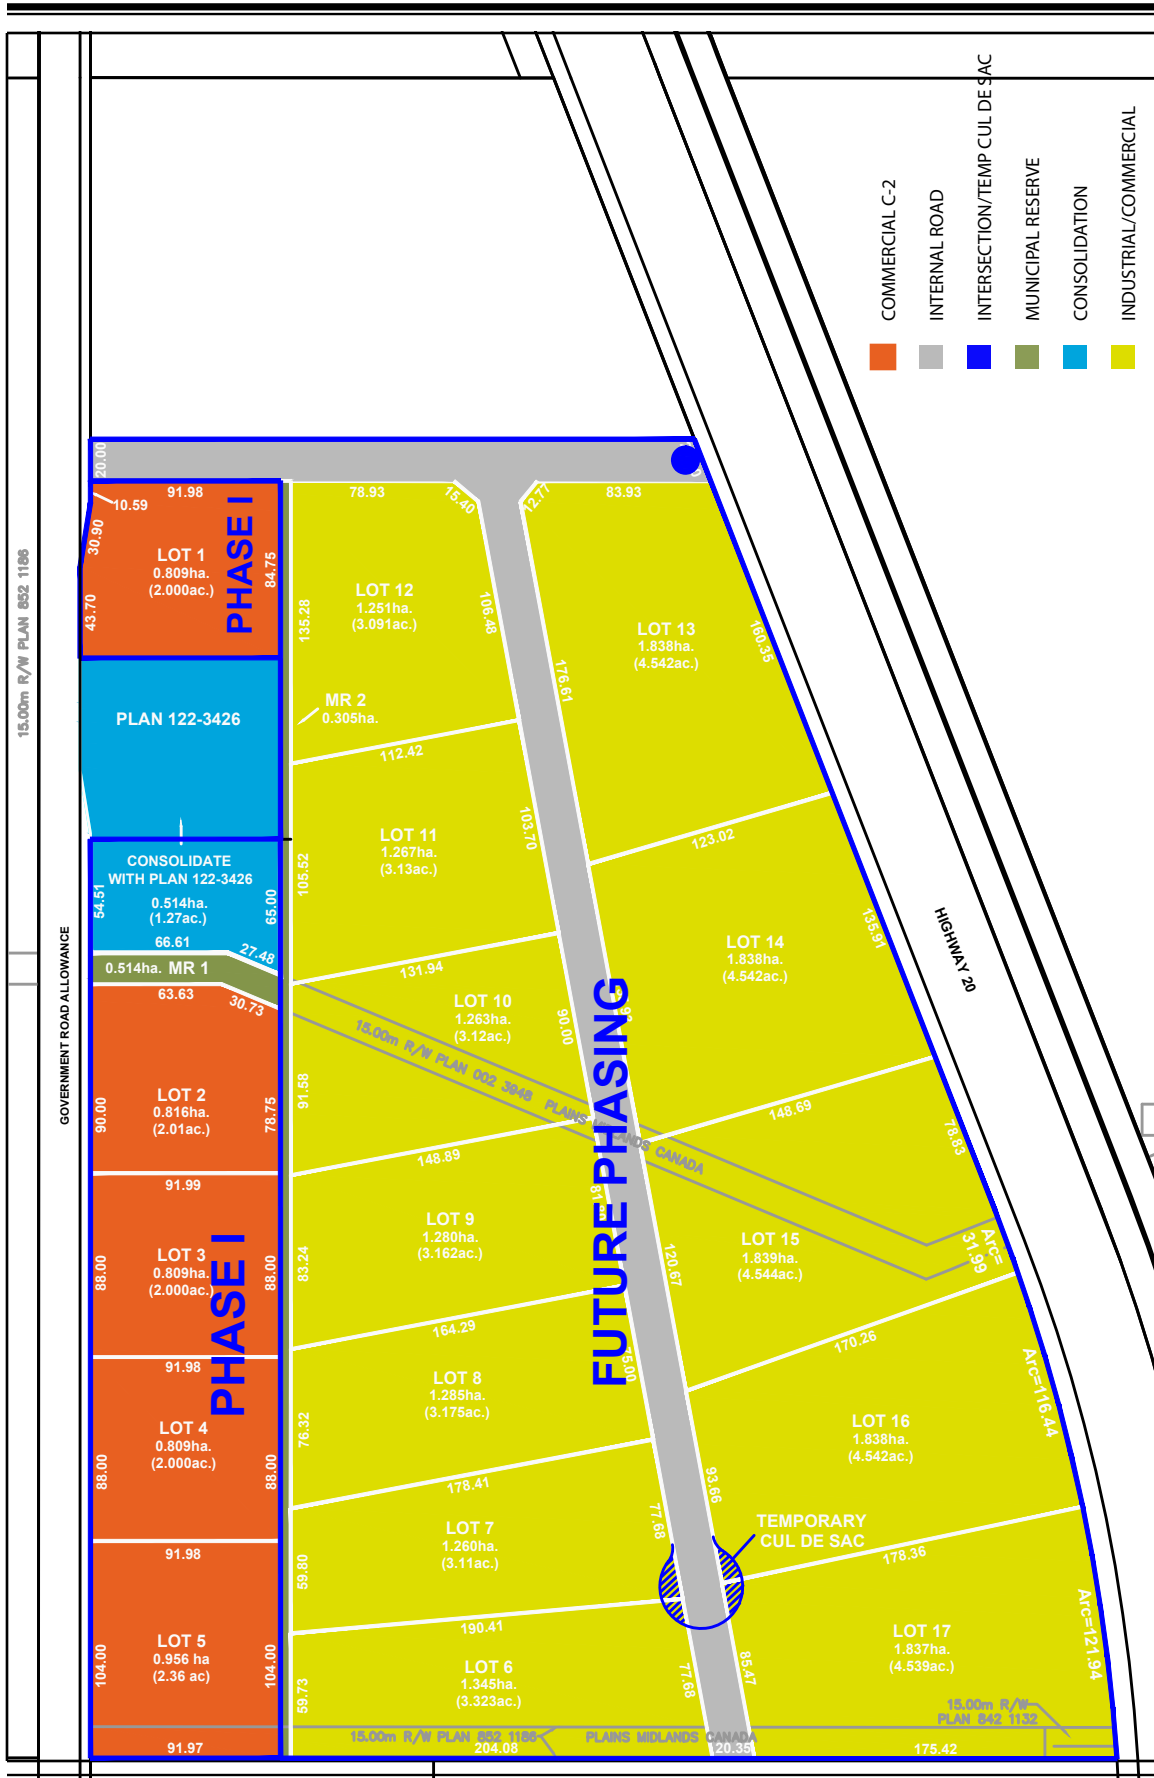 COMMERCIAL C-2
INTERNAL ROAD
INTERSECTION/TEMP CUL DE SAC
MUNICIPAL RESERVE
CONSOLIDATION
INDUSTRIAL/COMMERCIAL
20.00
91.98
10.59
30.90
43.70
LOT 1
0.809ha.
(2.000ac.)
PHASE I
84.75
15.00m R/W PLAN 852 1186
78.93
15.40
12.77
83.93
LOT 12
1.251ha.
(3.091ac.)
135.28
106.48
LOT 13
1.838ha.
(4.542ac.)
160.35
176.61
MR 2
0.305ha.
PLAN 122-3426
112.42
103.70
123.02
LOT 11
1.267ha.
(3.13ac.)
105.52
CONSOLIDATE
WITH PLAN 122-3426
0.514ha.
(1.27ac.)
54.51
65.00
66.61
27.48
0.514ha. MR 1
63.63
30.73
GOVERNMENT ROAD ALLOWANCE
135.91
HIGHWAY 20
LOT 14
1.838ha.
(4.542ac.)
131.94
LOT 10
1.263ha.
(3.12ac.)
90.00
91.58
15.00m R/W PLAN 002 3948 PLAINS MIDLANDS CANADA
FUTURE PHASING
LOT 2
0.816ha.
(2.01ac.)
90.00
78.75
91.99
148.89
148.69
78.83
LOT 3
0.809ha.
(2.000ac.)
88.00
88.00
PHASE I
91.98
LOT 9
1.280ha.
(3.162ac.)
83.24
120.67
LOT 15
1.839ha.
(4.544ac.)
Arc=
31.99
164.29
170.26
75.00
LOT 8
1.285ha.
(3.175ac.)
76.32
Arc=116.44
LOT 4
0.809ha.
(2.000ac.)
88.00
88.00
91.98
LOT 16
1.838ha.
(4.542ac.)
93.66
178.41
77.68
LOT 7
1.260ha.
(3.11ac.)
59.80
TEMPORARY
CUL DE SAC
178.36
190.41
LOT 5
0.956 ha
(2.36 ac)
104.00
104.00
91.97
LOT 6
1.345ha.
(3.323ac.)
59.73
77.68
85.47
LOT 17
1.837ha.
(4.539ac.)
Arc=121.94
15.00m R/W
PLAN 842 1132
15.00m R/W PLAN 852 1186
PLAINS MIDLANDS CANADA
204.08
20.35
175.42